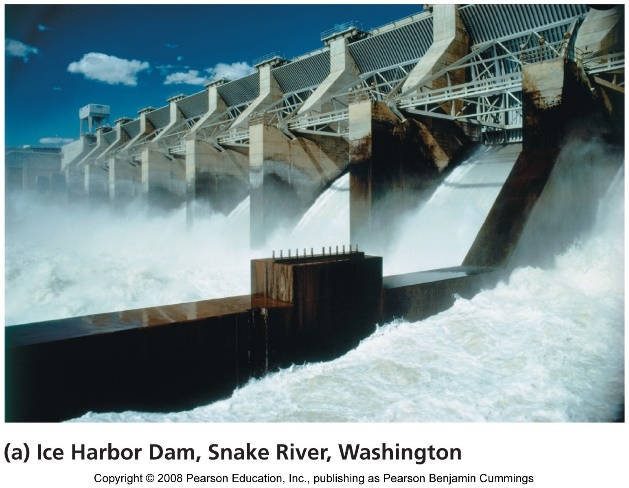 (a) Ice Harbor Dam, Snake River, Washington
Copyright © 2008 Pearson Education, Inc., publishing as Pearson Benjamin Cummings